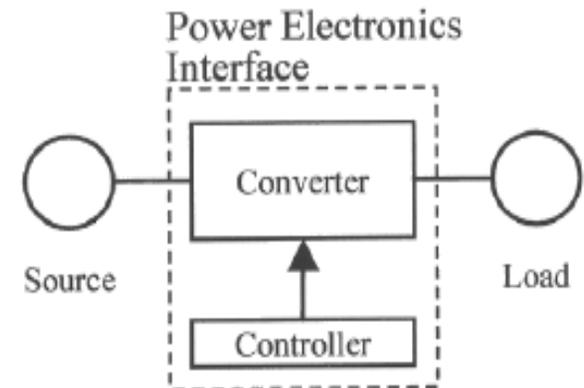 Power Electronics
Interface
Converter
Source
Load
Controller